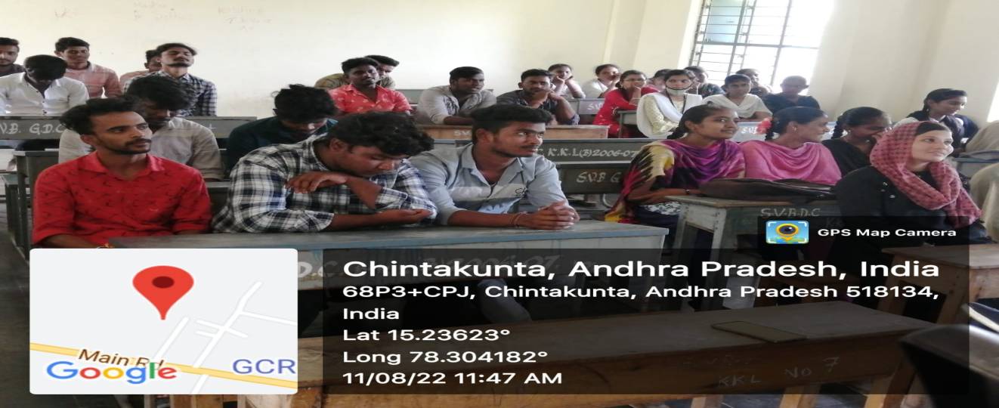 V.B. G.D.C
SV
C. K.K.L(B)2006-07
S.V.B G
S.V.B.D.C
GPS Map Camera
D.C
Chintakunta, Andhra Pradesh, India
68P3+CPJ, Chintakunta, Andhra Pradesh 518134,
India
Lat 15.23623°
Long 78.304182°
11/08/22 11:47 AM
Main Rd
Google
GCR
KKL No 7